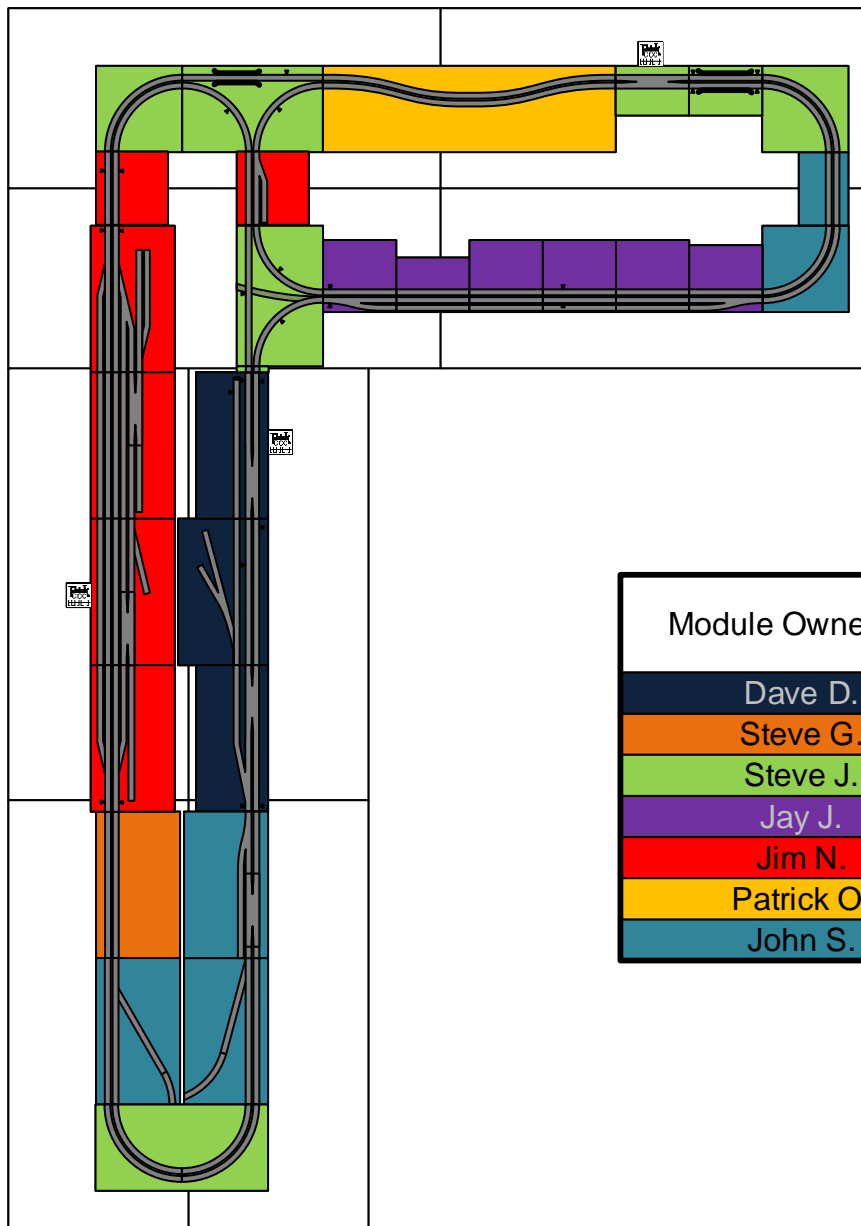 Module Owne
Dave D.
Steve G.
Steve J.
Jay J.
Jim N.
Patrick O
John S.